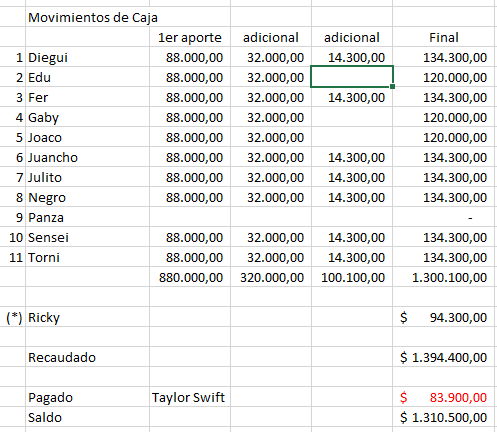 Movimientos de Caja
1er aporte adicional adicional Final
1 Diegui 88.000,00 32.000,00 14.300,00 134.300,00
2 Edu 88.000,00 32.000,00 120.000,00
3 Fer 88.000,00 32.000,00 14.300,00 134.300,00
4 Gaby 88.000,00 32.000,00 120.000,00
5 Joaco 88.000,00 32.000,00 120.000,00
6 Juancho 88.000,00 32.000,00 14.300,00 134.300,00
7 Julito 88.000,00 32.000,00 14.300,00 134.300,00
8 Negro 88.000,00 32.000,00 14.300,00 134.300,00
9 Panza -
10 Sensei 88.000,00 32.000,00 14.300,00 134.300,00
11 Torni 88.000,00 32.000,00 14.300,00 134.300,00
880.000,00 320.000,00 100.100,00 1.300.100,00
(*) Ricky $ 94.300,00
Recaudado $ 1.394.400,00
Pagado Taylor Swift $ 83.900,00
Saldo $ 1.310.500,00